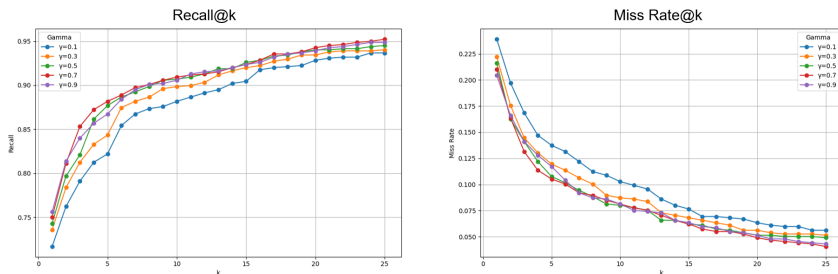 Recall@k
Miss Rate@k
Gamma
γ=0.1
γ=0.3
γ=0.5
γ=0.7
γ=0.9
0.95
0.90
0.85
0.80
0.75
Recall
0
5
10
15
20
25
k
Gamma
γ=0.1
γ=0.3
γ=0.5
γ=0.7
γ=0.9
0.225
0.200
0.175
0.150
0.125
0.100
0.075
0.050
Miss Rate
0
5
10
15
20
25
k